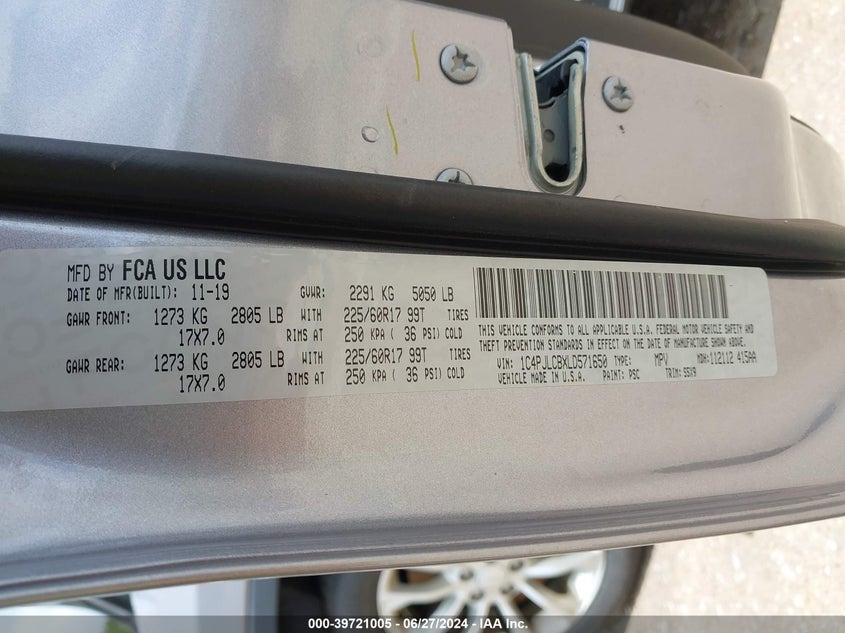 MFD BY FCA US LLC
DATE OF MFR(BUILT): 11-19 GVWR: 2291 KG 5050 LB
GAWR FRONT: 1273 KG 2805 LB WITH 225/60R17 99T TIRES
17X7.0 RIMS AT 250 KPA ( 36 PSI) COLD
GAWR REAR: 1273 KG 2805 LB WITH 225/60R17 99T TIRES
17X7.0 RIMS AT 250 KPA ( 36 PSI) COLD
THIS VEHICLE CONFORMS TO ALL APPLICABLE U.S.A. FEDERAL MOTOR VEHICLE SAFETY AND
THEFT PREVENTION STANDARDS IN EFFECT ON THE DATE OF MANUFACTURE SHOWN ABOVE.
VIN: 1C4PJLCBXLD571650 TYPE: MPV MDH: 112112 415AA
VEHICLE MADE IN U.S.A. PAINT: PSC TRIM: SSX9
000-39721005 / 06/27/2024 / IAA Inc.